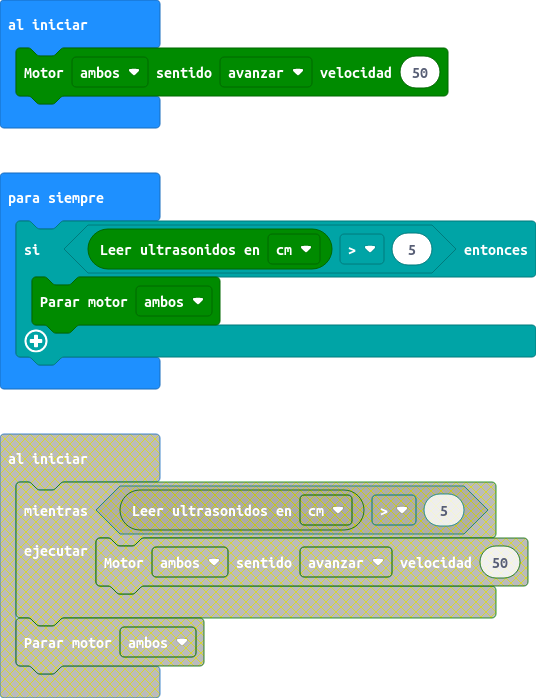 al iniciar
Motor ambos sentido avanzar velocidad 50
para siempre
si Leer ultrasonidos en cm > 5 entonces
Parar motor ambos
al iniciar
mientras Leer ultrasonidos en cm > 5
ejecutar Motor ambos sentido avanzar velocidad 50
Parar motor ambos